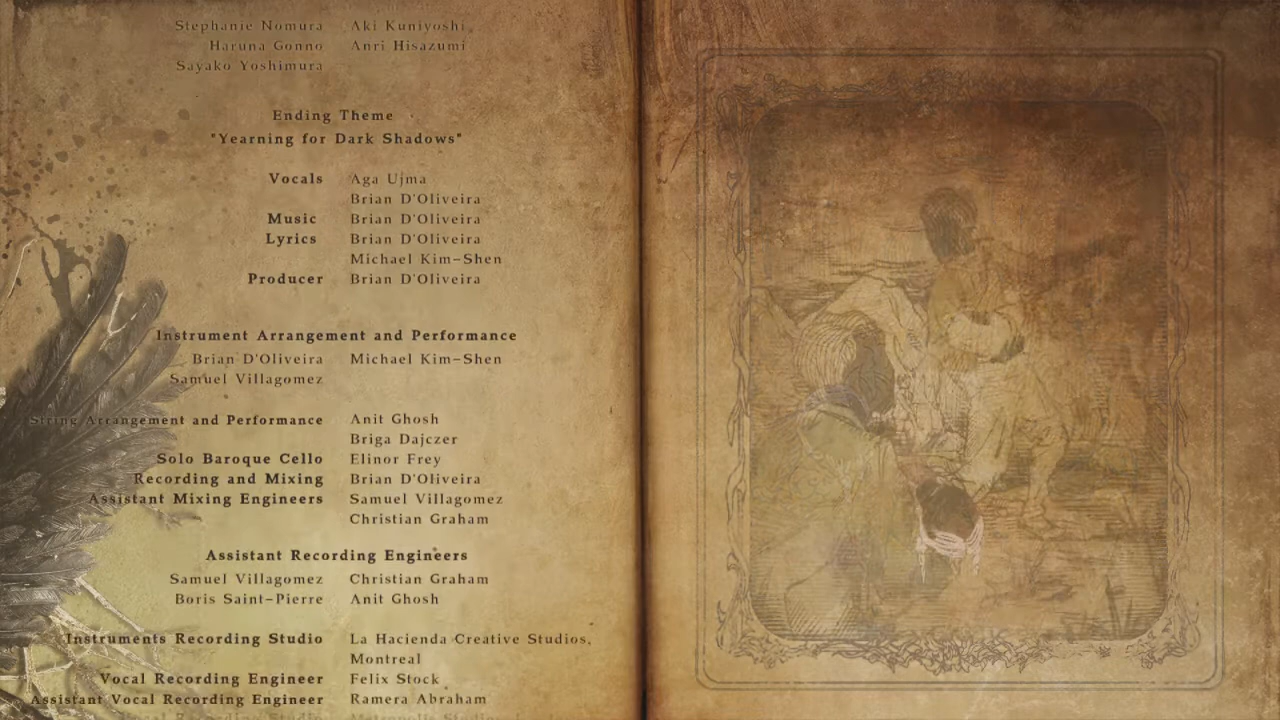 Stephanie Nomura Aki Kuniyoshi
Haruna Gonno Anri Hisazumi
Sayako Yoshimura
Ending Theme
"Yearning for Dark Shadows"
Vocals Aga Ujma
Brian D'Oliveira
Music Brian D'Oliveira
Lyrics Brian D'Oliveira
Michael Kim-Shen
Producer Brian D'Oliveira
Instrument Arrangement and Performance
Brian D'Oliveira Michael Kim-Shen
Samuel Villagomez
String Arrangement and Performance Anit Ghosh
Briga Dajczer
Solo Baroque Cello Elinor Frey
Recording and Mixing Brian D'Oliveira
Assistant Mixing Engineers Samuel Villagomez
Christian Graham
Assistant Recording Engineers
Samuel Villagomez Christian Graham
Boris Saint-Pierre Anit Ghosh
Instruments Recording Studio La Hacienda Creative Studios,
Montreal
Vocal Recording Engineer Felix Stock
Assistant Vocal Recording Engineer Ramera Abraham
Vocal Recording Studio Metropolis Studios,